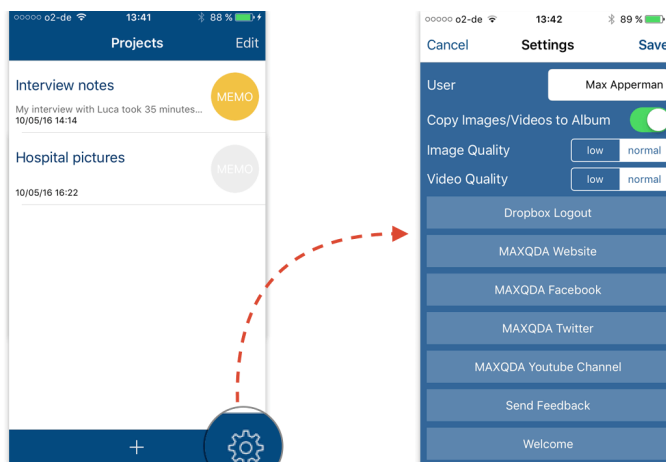 ooooo o2-de 13:41 88 %
Projects Edit
Interview notes
MEMO
My interview with Luca took 35 minutes...
10/05/16 14:14
Hospital pictures
MEMO
10/05/16 16:22
+
ooooo o2-de 13:42 89 %
Cancel Settings Save
User Max Apperman
Copy Images/Videos to Album
Image Quality low normal
Video Quality low normal
Dropbox Logout
MAXQDA Website
MAXQDA Facebook
MAXQDA Twitter
MAXQDA Youtube Channel
Send Feedback
Welcome